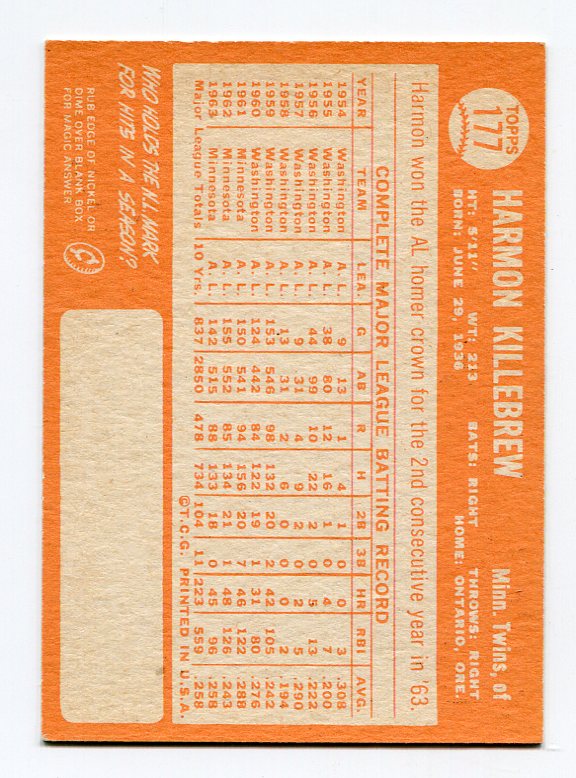 TOPPS
177
HARMON KILLEBREW
Minn. Twins, of
HT: 5'11" WT: 213 BATS: RIGHT THROWS: RIGHT
BORN: JUNE 29, 1936 HOME: ONTARIO, ORE.
Harmon won the AL homer crown for the 2nd consecutive year in '63.
COMPLETE MAJOR LEAGUE BATTING RECORD
YEAR TEAM LEA. G AB R H 2B 3B HR RBI AVG.
1954 Washington A. L. 9 13 1 4 1 0 0 3 .308
1955 Washington A. L. 38 80 12 16 1 0 4 7 .200
1956 Washington A. L. 44 99 10 22 2 0 5 13 .222
1957 Washington A. L. 9 31 4 9 2 0 2 5 .290
1958 Washington A. L. 13 31 2 6 0 0 0 2 .194
1959 Washington A. L. 153 546 98 132 20 2 42 105 .242
1960 Washington A. L. 124 442 84 122 19 1 31 80 .276
1961 Minnesota A. L. 150 541 94 156 20 7 46 122 .288
1962 Minnesota A. L. 155 552 85 134 21 1 48 126 .243
1963 Minnesota A. L. 142 515 88 133 18 0 45 96 .258
Major League Totals 10 Yrs. 837 2850 478 734 104 11 223 559 .258
©T.C.G. PRINTED IN U.S.A.
WHO HOLDS THE N.L. MARK
FOR HITS IN A SEASON?
RUB EDGE OF NICKEL OR
DIME OVER BLANK BOX
FOR MAGIC ANSWER